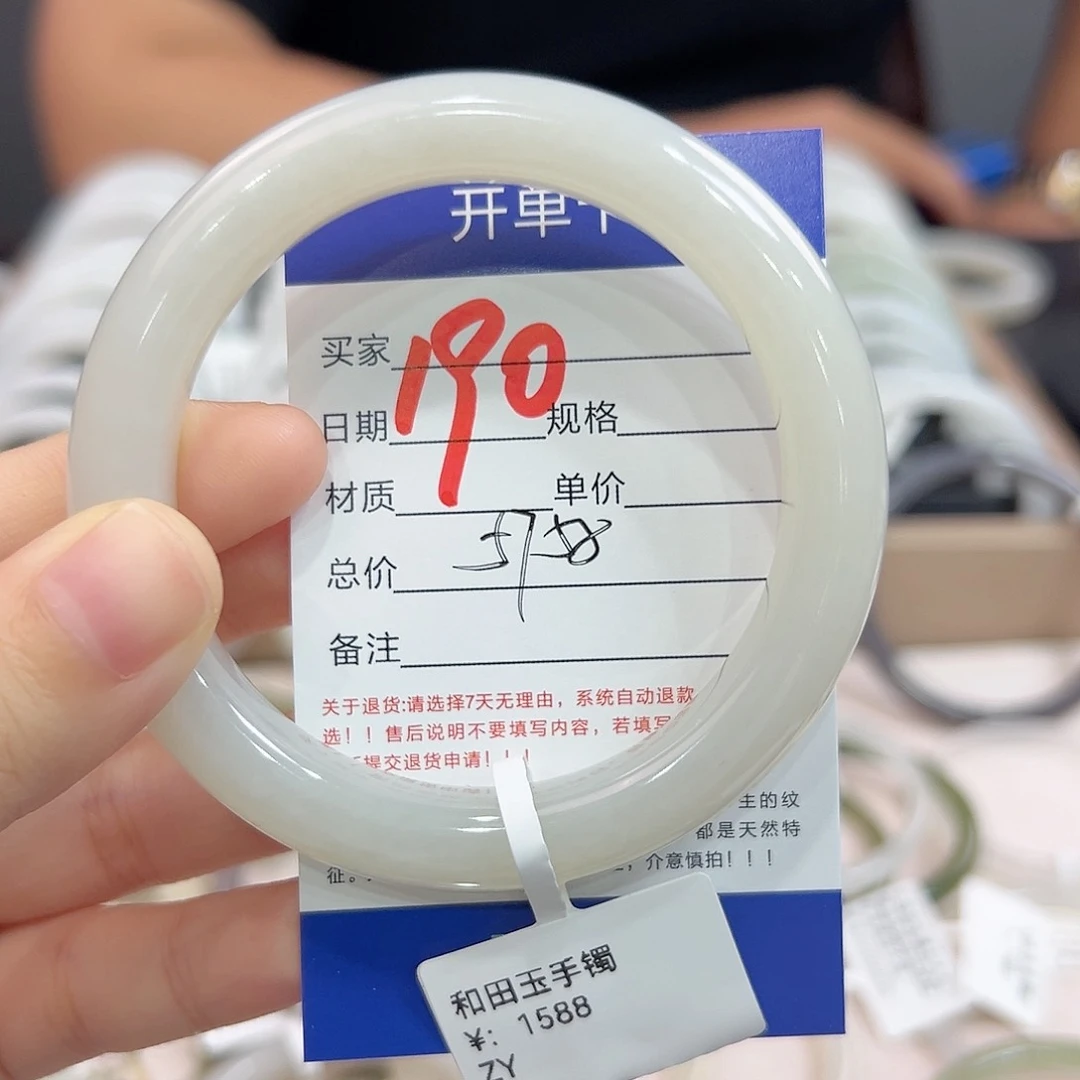 开单
190
买家
日期 规格
材质 单价
5758
总价
备注
关于退货:请选择7天无理由，系统自动退款
选！！售后说明不要填写内容，若填写
提交退货申请！！！
主的纹
都是天然特
征。 介意慎拍！！！
和田玉手镯
¥: 1588
ZY